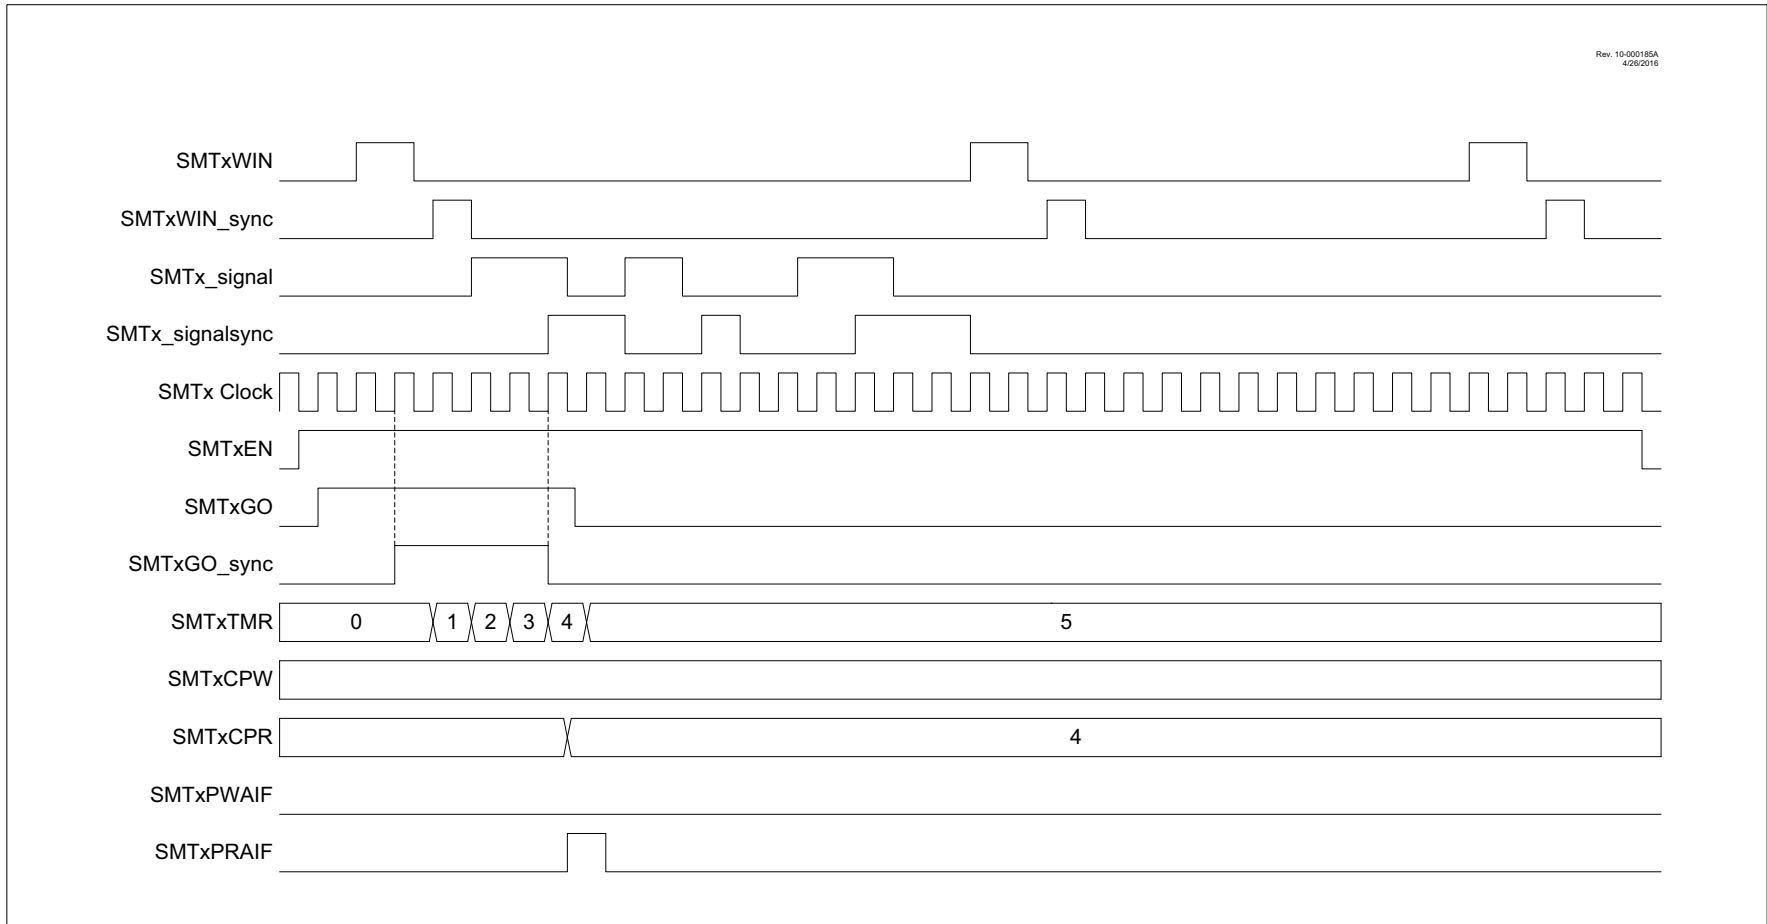 Rev. 10-000185A
4/26/2016
SMTxWIN
SMTxWIN_sync
SMTx_signal
SMTx_signalsync
SMTx Clock
SMTxEN
SMTxGO
SMTxGO_sync
SMTxTMR 0 1 2 3 4 5
SMTxCPW
SMTxCPR 4
SMTxPWAIF
SMTxPRAIF